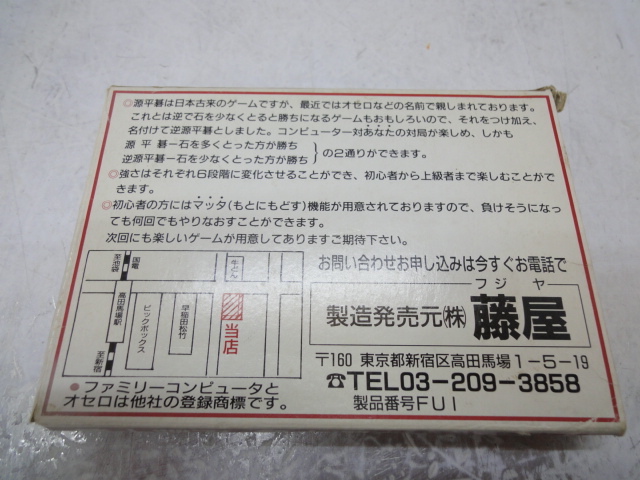 ◎源平碁は日本古来のゲームですか、最近ではオセロなどの名前で親しまれております。
これとは逆で石を少なくとると勝ちになるゲームもおもしろいので、それをつけ加え、
名付けて逆源平碁としました。コンピューター対あなたの対局が楽しめ、しかも
源平碁ー石を多くとった方が勝ち
逆源平碁ー石を少なくとった方が勝ち
の2通りができます。
◎強さはそれぞれ6段階に変化させることができ、初心者から上級者まで楽しむことがで
きます。
◎初心者の方にはマッタ(もとにもどす)機能が用意されておりますので、負けそうになっ
ても何回でもやりなおすことができます。
次回にも楽しいゲームが用意してありますご期待下さい。
至池袋
国電
高田馬場駅
至新宿
ビックボックス
早稲田松竹
牛どん
当店
お問い合わせお申し込みは今すぐお電話で
製造発売元㈱
フジヤ
藤屋
〒160 東京都新宿区高田馬場1-5-19
☎TEL03-209-3858
製品番号FUI
●ファミリーコンピュータと
オセロは他社の登録商標です。